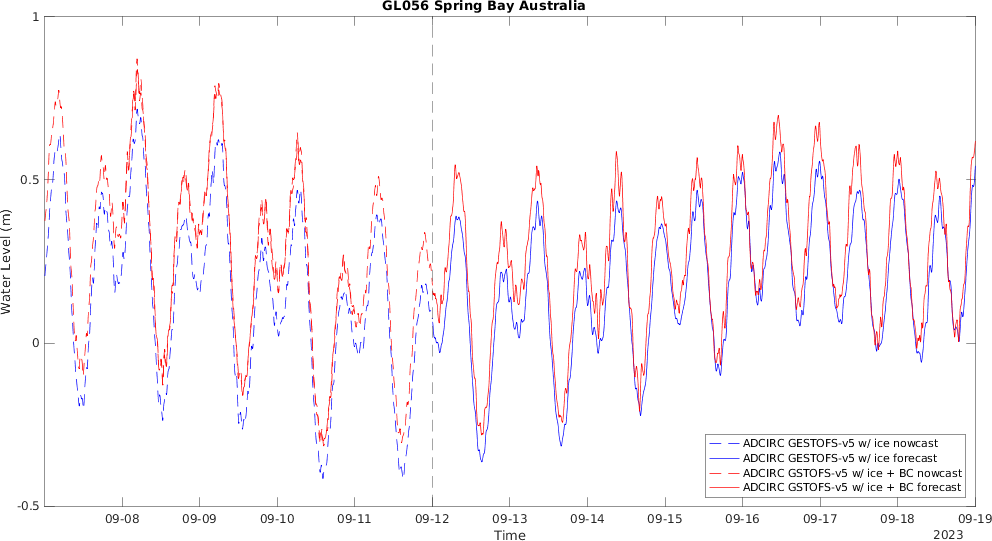 GL056 Spring Bay Australia
1
0.5
0
-0.5
Water Level (m)
ADCIRC GESTOFS-v5 w/ ice nowcast
ADCIRC GESTOFS-v5 w/ ice forecast
ADCIRC GSTOFS-v5 w/ ice + BC nowcast
ADCIRC GSTOFS-v5 w/ ice + BC forecast
09-08 09-09 09-10 09-11 09-12 09-13 09-14 09-15 09-16 09-17 09-18 09-19
Time
2023